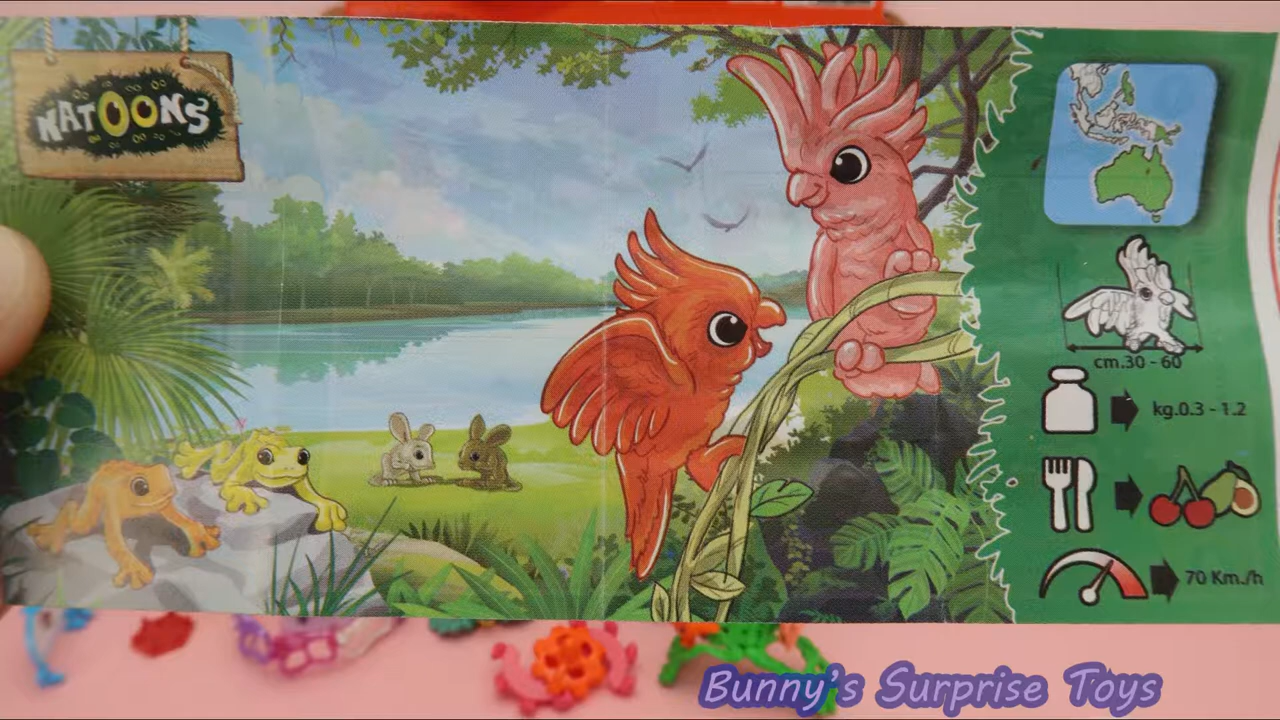 NATOONS
cm.30 - 60
kg.0.3 - 1.2
70 Km./h
Bunny's Surprise Toys